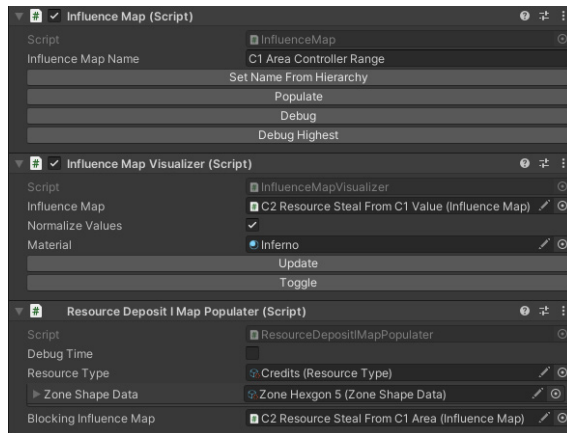 Influence Map (Script)
Script InfluenceMap
Influence Map Name C1 Area Controller Range
Set Name From Hierarchy
Populate
Debug
Debug Highest
Influence Map Visualizer (Script)
Script InfluenceMapVisualizer
Influence Map C2 Resource Steal From C1 Value (Influence Map)
Normalize Values
Material Inferno
Update
Toggle
Resource Deposit I Map Populater (Script)
Script ResourceDepositIMapPopulater
Debug Time
Resource Type Credits (Resource Type)
Zone Shape Data Zone Hexgon 5 (Zone Shape Data)
Blocking Influence Map C2 Resource Steal From C1 Area (Influence Map)